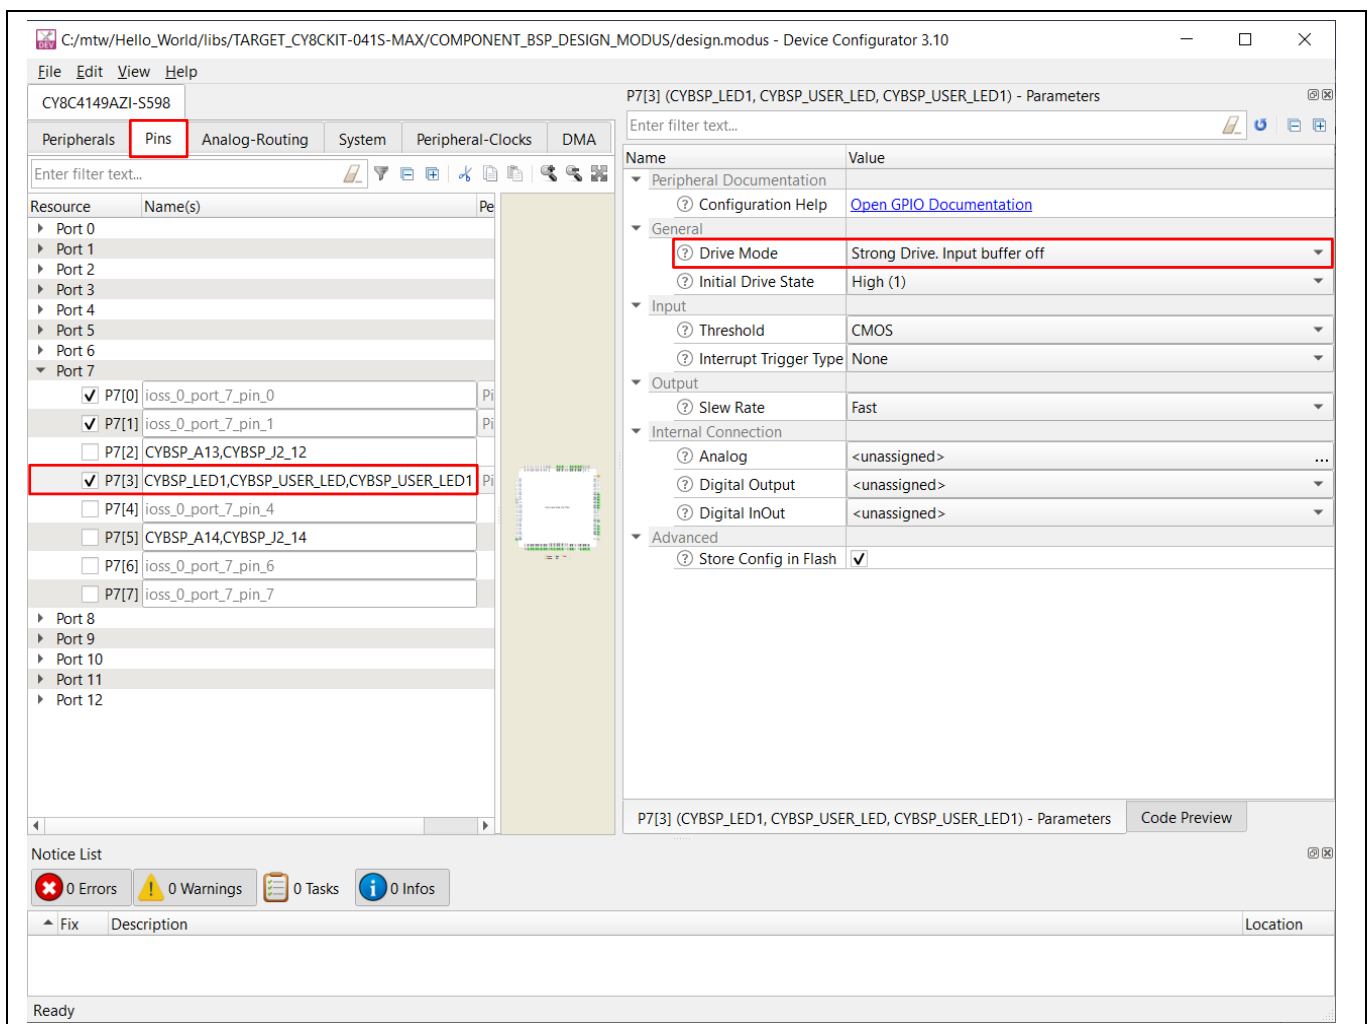 C:/mtw/Hello_World/libs/TARGET_CY8CKIT-041S-MAX/COMPONENT_BSP_DESIGN_MODUS/design.modus - Device Configurator 3.10
File Edit View Help
CY8C4149AZI-S598
Peripherals Pins Analog-Routing System Peripheral-Clocks DMA
Enter filter text...
Resource Name(s) Pe
Port 0
Port 1
Port 2
Port 3
Port 4
Port 5
Port 6
Port 7
P7[0] ioss_0_port_7_pin_0 Pi
P7[1] ioss_0_port_7_pin_1 Pi
P7[2] CYBSP_A13,CYBSP_J2_12
P7[3] CYBSP_LED1,CYBSP_USER_LED,CYBSP_USER_LED1 Pi
P7[4] ioss_0_port_7_pin_4
P7[5] CYBSP_A14,CYBSP_J2_14
P7[6] ioss_0_port_7_pin_6
P7[7] ioss_0_port_7_pin_7
Port 8
Port 9
Port 10
Port 11
Port 12
P7[3] (CYBSP_LED1, CYBSP_USER_LED, CYBSP_USER_LED1) - Parameters
Enter filter text...
Name Value
Peripheral Documentation
Configuration Help Open GPIO Documentation
General
Drive Mode Strong Drive. Input buffer off
Initial Drive State High (1)
Input
Threshold CMOS
Interrupt Trigger Type None
Output
Slew Rate Fast
Internal Connection
Analog <unassigned> ...
Digital Output <unassigned>
Digital InOut <unassigned>
Advanced
Store Config in Flash
P7[3] (CYBSP_LED1, CYBSP_USER_LED, CYBSP_USER_LED1) - Parameters Code Preview
Notice List
0 Errors 0 Warnings 0 Tasks 0 Infos
Fix Description Location
Ready